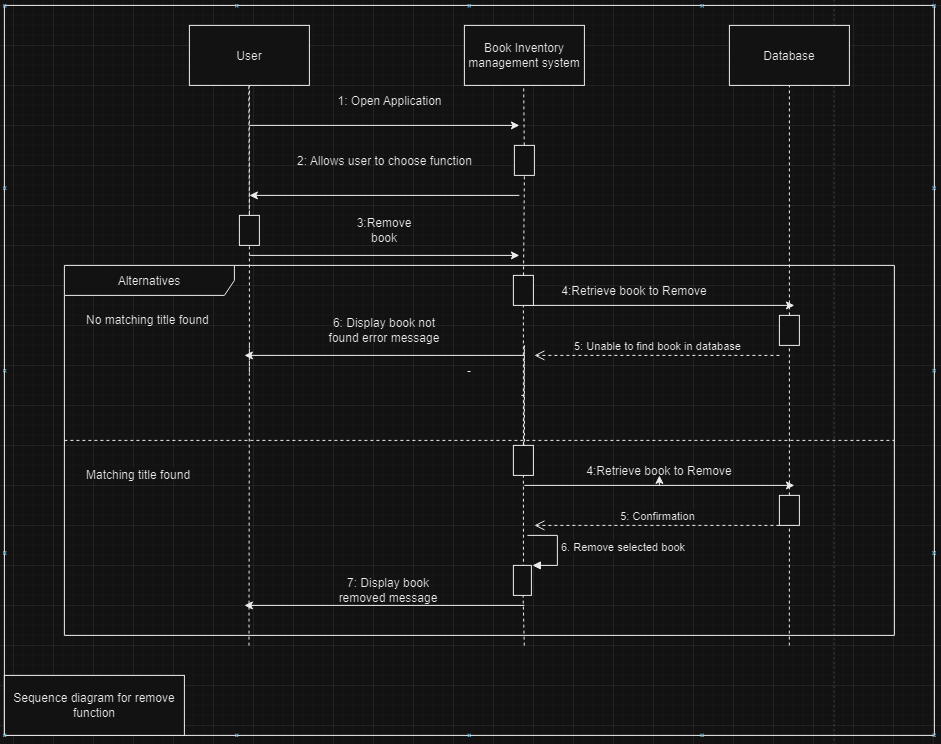 User
Book Inventory
management system
Database
1: Open Application
2: Allows user to choose function
3:Remove
book
Alternatives
4:Retrieve book to Remove
No matching title found
6: Display book not
found error message
5: Unable to find book in database
-
Matching title found
4:Retrieve book to Remove
5: Confirmation
6. Remove selected book
7: Display book
removed message
Sequence diagram for remove
function